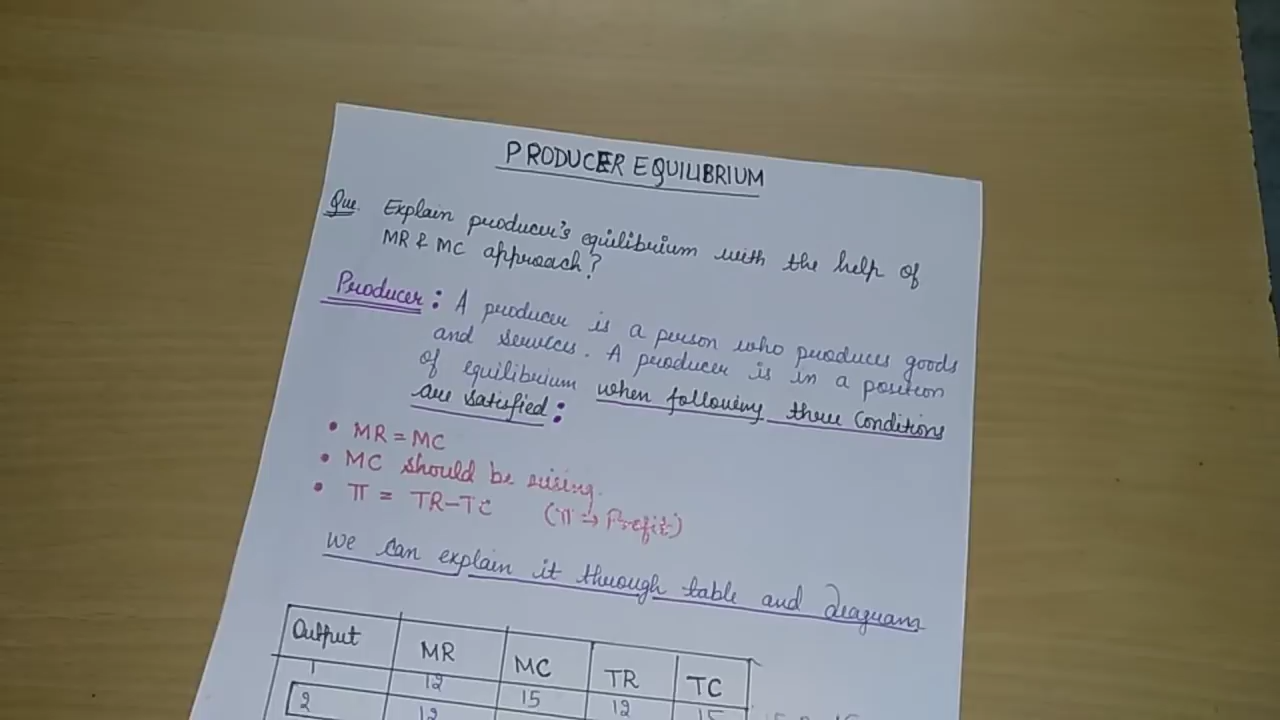 PRODUCER EQUILIBRIUM
Que. Explain producer's equilibrium with the help of
MR & MC approach?
Producer: A producer is a person who produces goods
and services. A producer is in a position
of equilibrium when following three conditions
are satisfied:
• MR = MC
• MC should be rising.
• π = TR-TC (π → Profit)
we can explain it through table and diagrams
Output MR MC TR TC
1 12 15 12 15
2 12